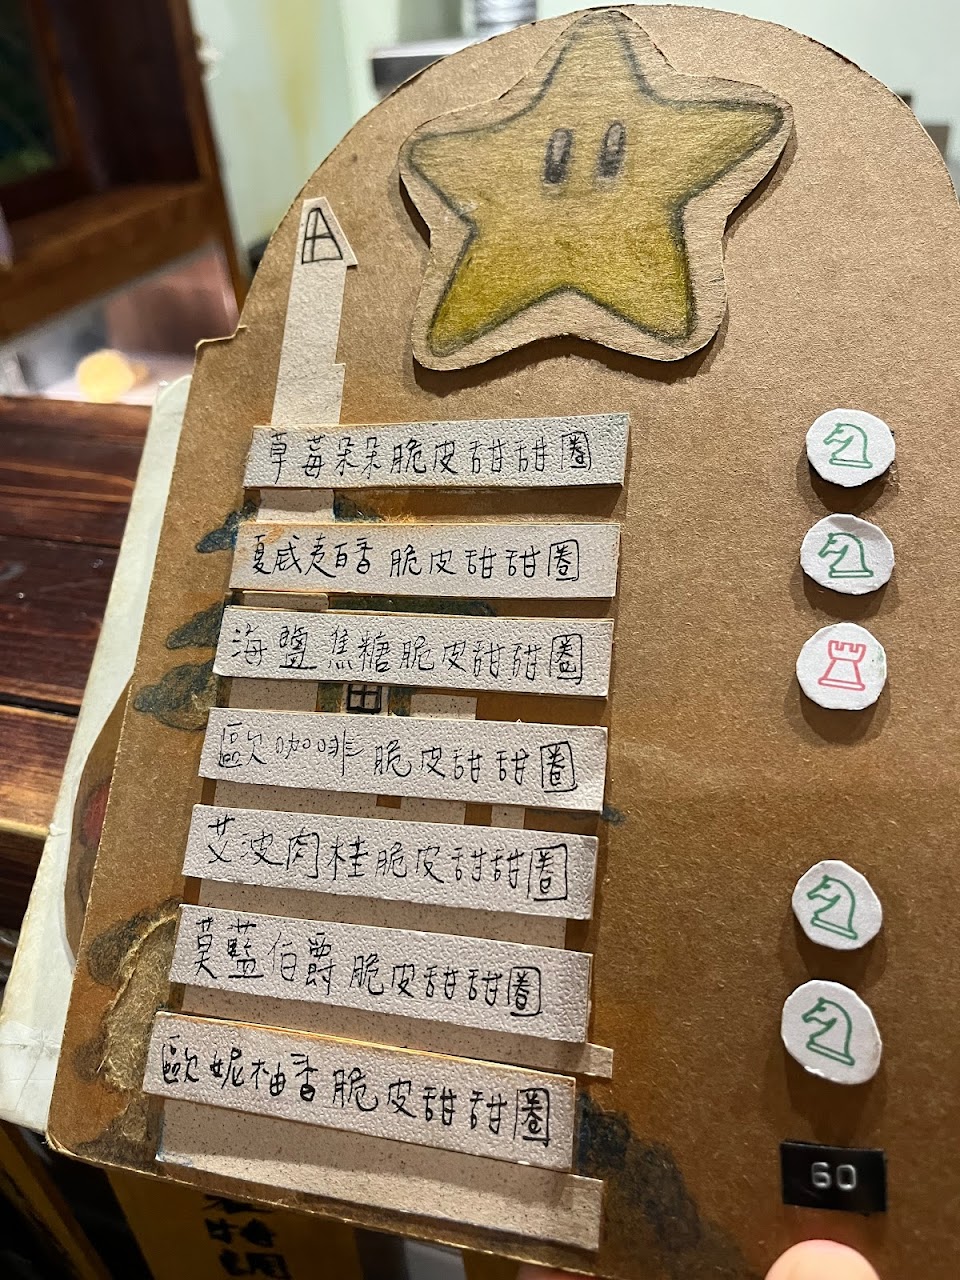 草莓朵朵脆皮甜甜圈
夏威夷百香脆皮甜甜圈
海鹽焦糖脆皮甜甜圈
歐咖啡脆皮甜甜圈
艾波肉桂脆皮甜甜圈
莫藍伯爵脆皮甜甜圈
歐妮柚香脆皮甜甜圈
60